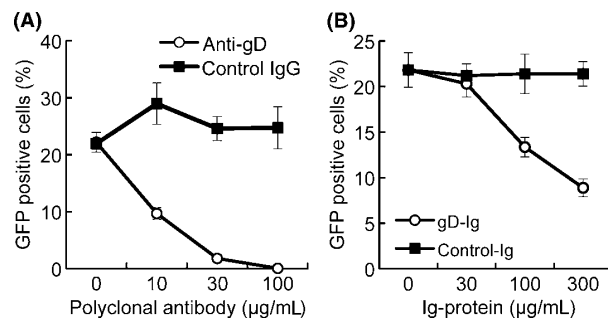 (A)
Anti-gD
Control IgG
GFP positive cells (%)
40
30
20
10
0
0 10 30 100
Polyclonal antibody (µg/mL)
(B)
GFP positive cells (%)
25
20
15
10
5
0
gD-Ig
Control-Ig
0 30 100 300
Ig-protein (µg/mL)